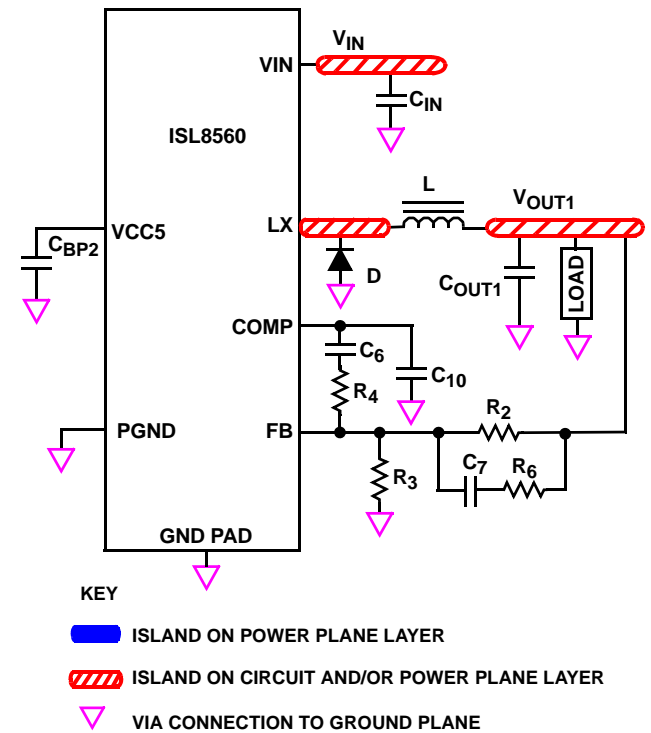 VIN
VIN
CIN
ISL8560
L
VOUT1
LX
VCC5
CBP2
D
COUT1
LOAD
COMP
C6
C10
R4
R2
PGND
FB
C7
R6
R3
GND PAD
KEY
ISLAND ON POWER PLANE LAYER
ISLAND ON CIRCUIT AND/OR POWER PLANE LAYER
VIA CONNECTION TO GROUND PLANE